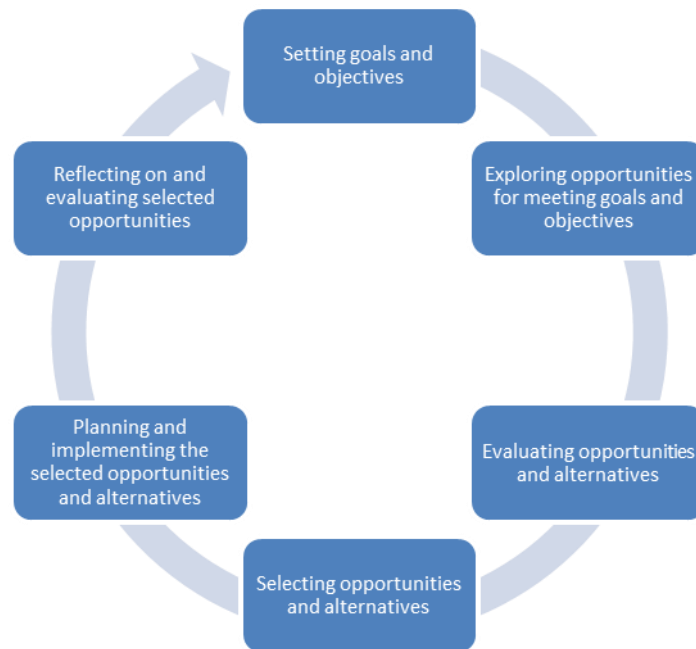 Setting goals and
objectives
Exploring opportunities
for meeting goals and
objectives
Evaluating opportunities
and alternatives
Selecting opportunities
and alternatives
Planning and
implementing the
selected opportunities
and alternatives
Reflecting on and
evaluating selected
opportunities